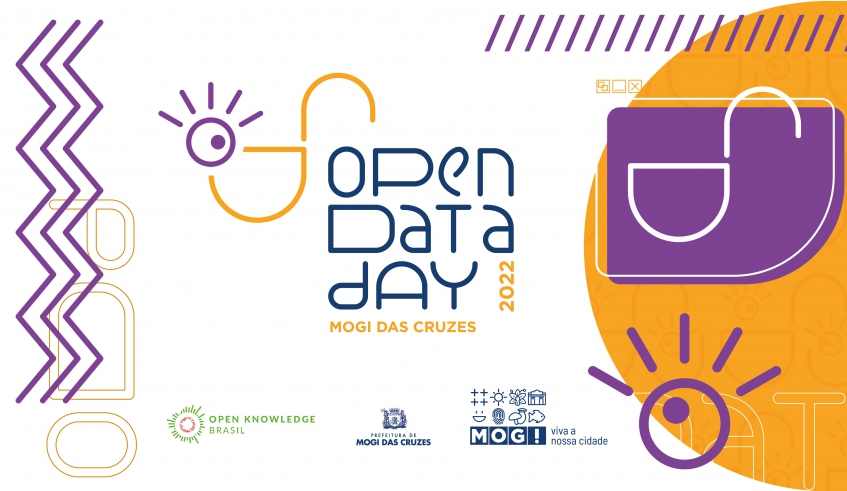 OPEN
DATA
DAY
2022
MOGI DAS CRUZES
OPEN KNOWLEDGE
BRASIL
PREFEITURA DE
MOGI DAS CRUZES
MOG!
viva a
nossa cidade